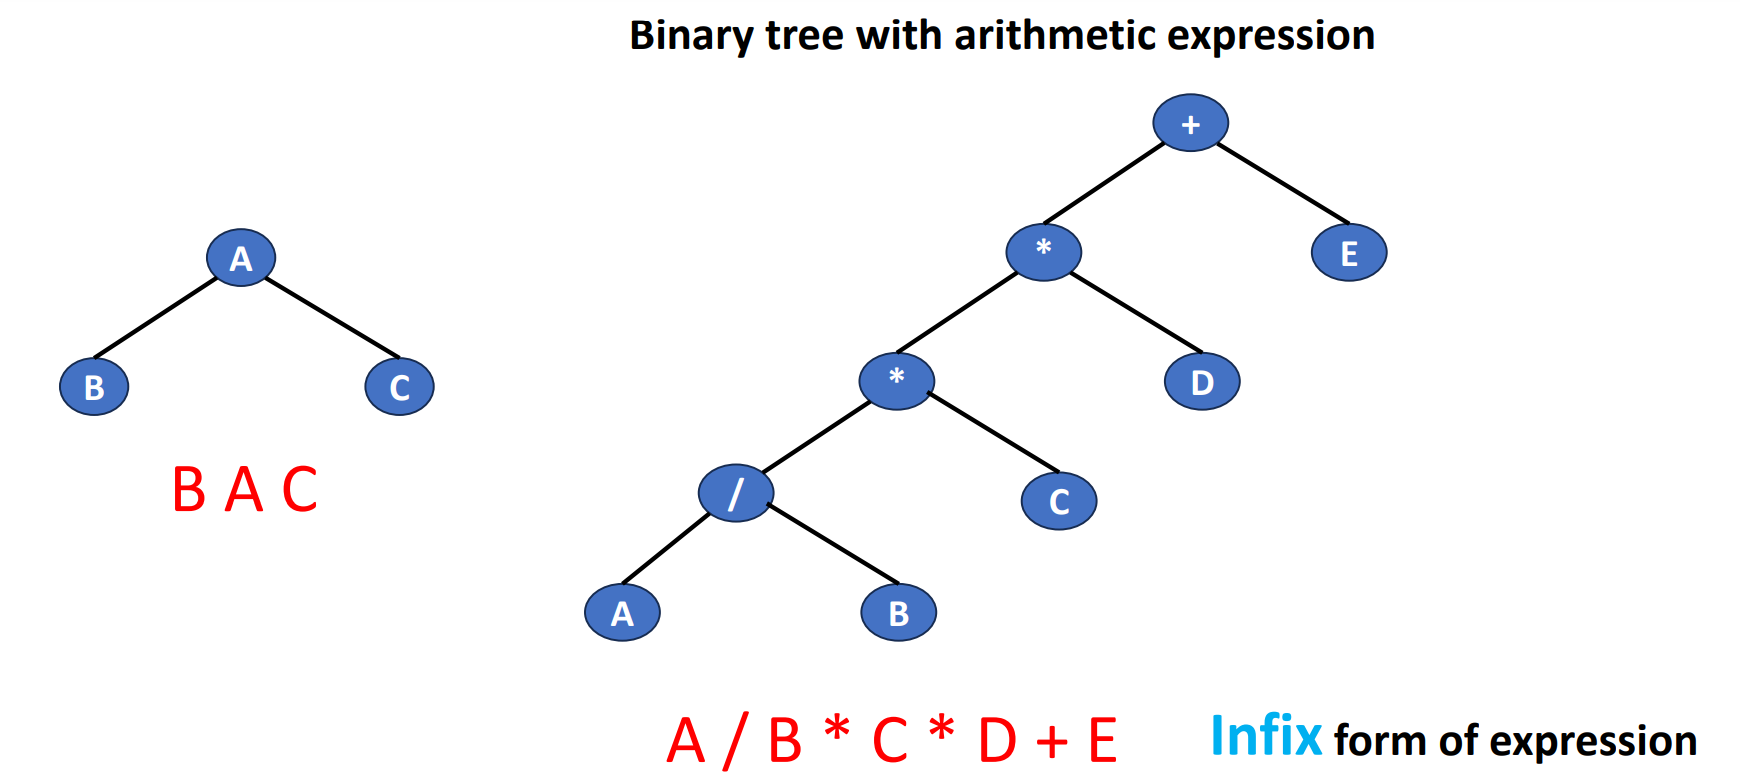 Binary tree with arithmetic expression
+
* E
A
* D
B C
/ C
B A C
A B
A / B * C * D + E Infix form of expression